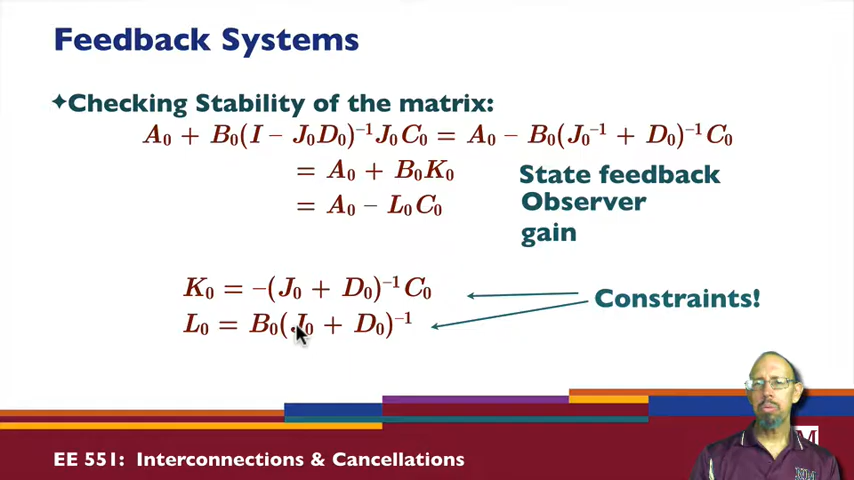 Feedback Systems
✦Checking Stability of the matrix:
A₀ + B₀(I – J₀D₀)⁻¹J₀C₀ = A₀ – B₀(J₀⁻¹ + D₀)⁻¹C₀
= A₀ + B₀K₀
= A₀ – L₀C₀
State feedback
Observer
gain
K₀ = –(J₀ + D₀)⁻¹C₀
L₀ = B₀(J₀ + D₀)⁻¹
Constraints!
EE 551: Interconnections & Cancellations